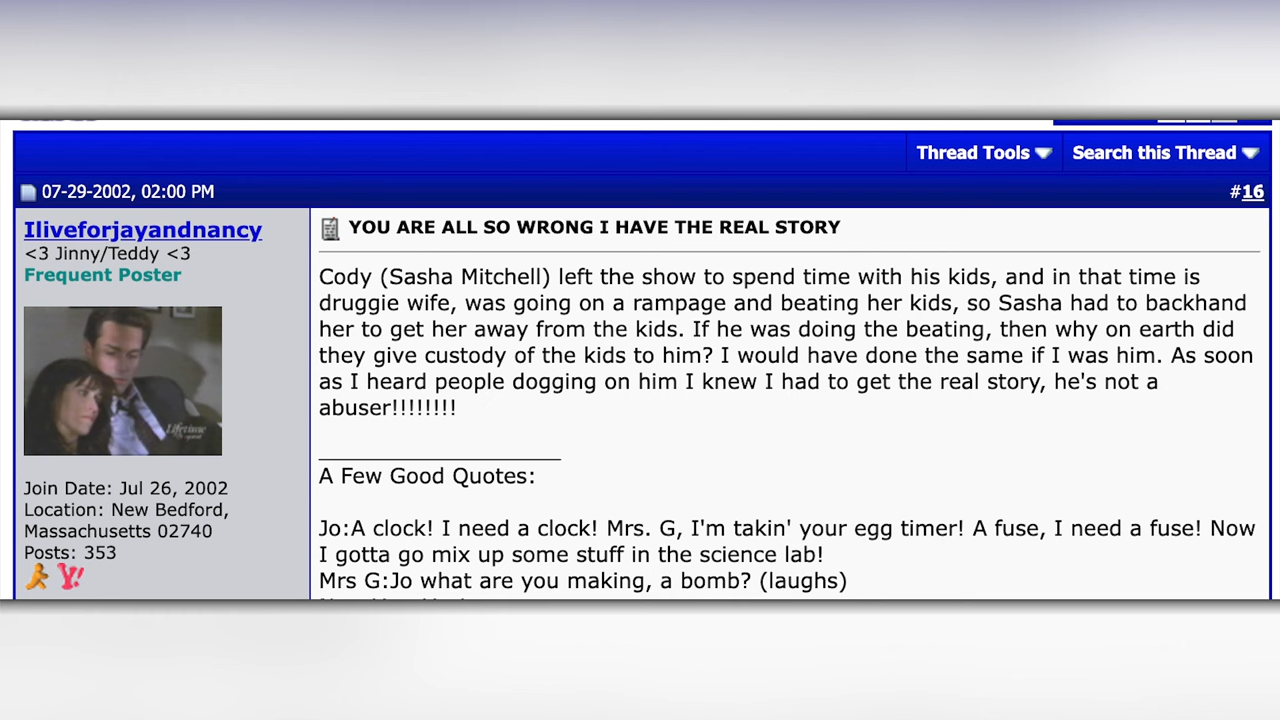 Thread Tools Search this Thread
07-29-2002, 02:00 PM #16
Iliveforjayandnancy
<3 Jinny/Teddy <3
Frequent Poster
Lifetime
Join Date: Jul 26, 2002
Location: New Bedford,
Massachusetts 02740
Posts: 353
YOU ARE ALL SO WRONG I HAVE THE REAL STORY
Cody (Sasha Mitchell) left the show to spend time with his kids, and in that time is
druggie wife, was going on a rampage and beating her kids, so Sasha had to backhand
her to get her away from the kids. If he was doing the beating, then why on earth did
they give custody of the kids to him? I would have done the same if I was him. As soon
as I heard people dogging on him I knew I had to get the real story, he's not a
abuser!!!!!!!!
A Few Good Quotes:
Jo:A clock! I need a clock! Mrs. G, I'm takin' your egg timer! A fuse, I need a fuse! Now
I gotta go mix up some stuff in the science lab!
Mrs G:Jo what are you making, a bomb? (laughs)